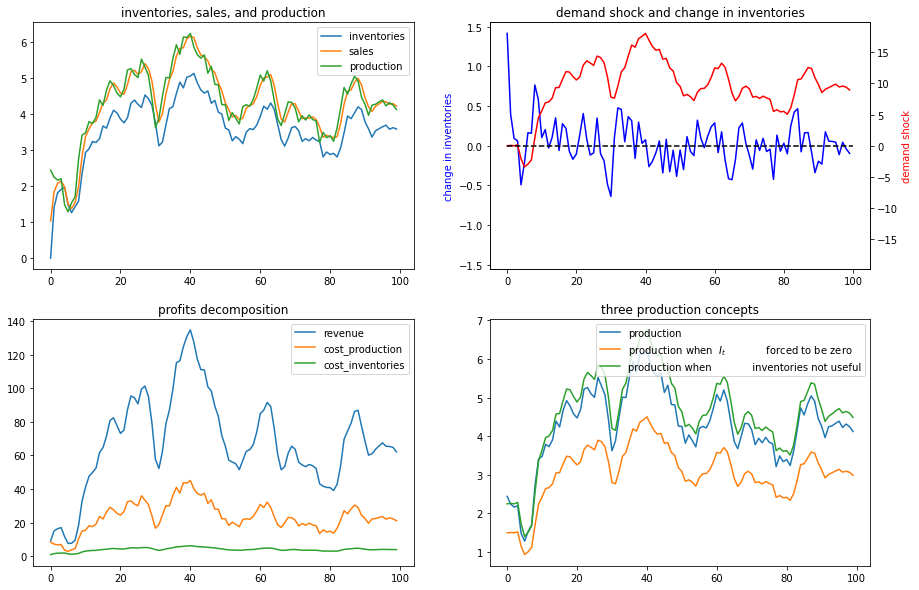 inventories, sales, and production
6
5
4
3
2
1
0
0 20 40 60 80 100
inventories
sales
production
demand shock and change in inventories
change in inventories
1.5
1.0
0.5
0.0
−0.5
−1.0
−1.5
0 20 40 60 80 100
15
10
5
0
−5
−10
−15
demand shock
profits decomposition
140
120
100
80
60
40
20
0
0 20 40 60 80 100
revenue
cost_production
cost_inventories
three production concepts
7
6
5
4
3
2
1
0 20 40 60 80 100
production
production when I_t forced to be zero
production when inventories not useful